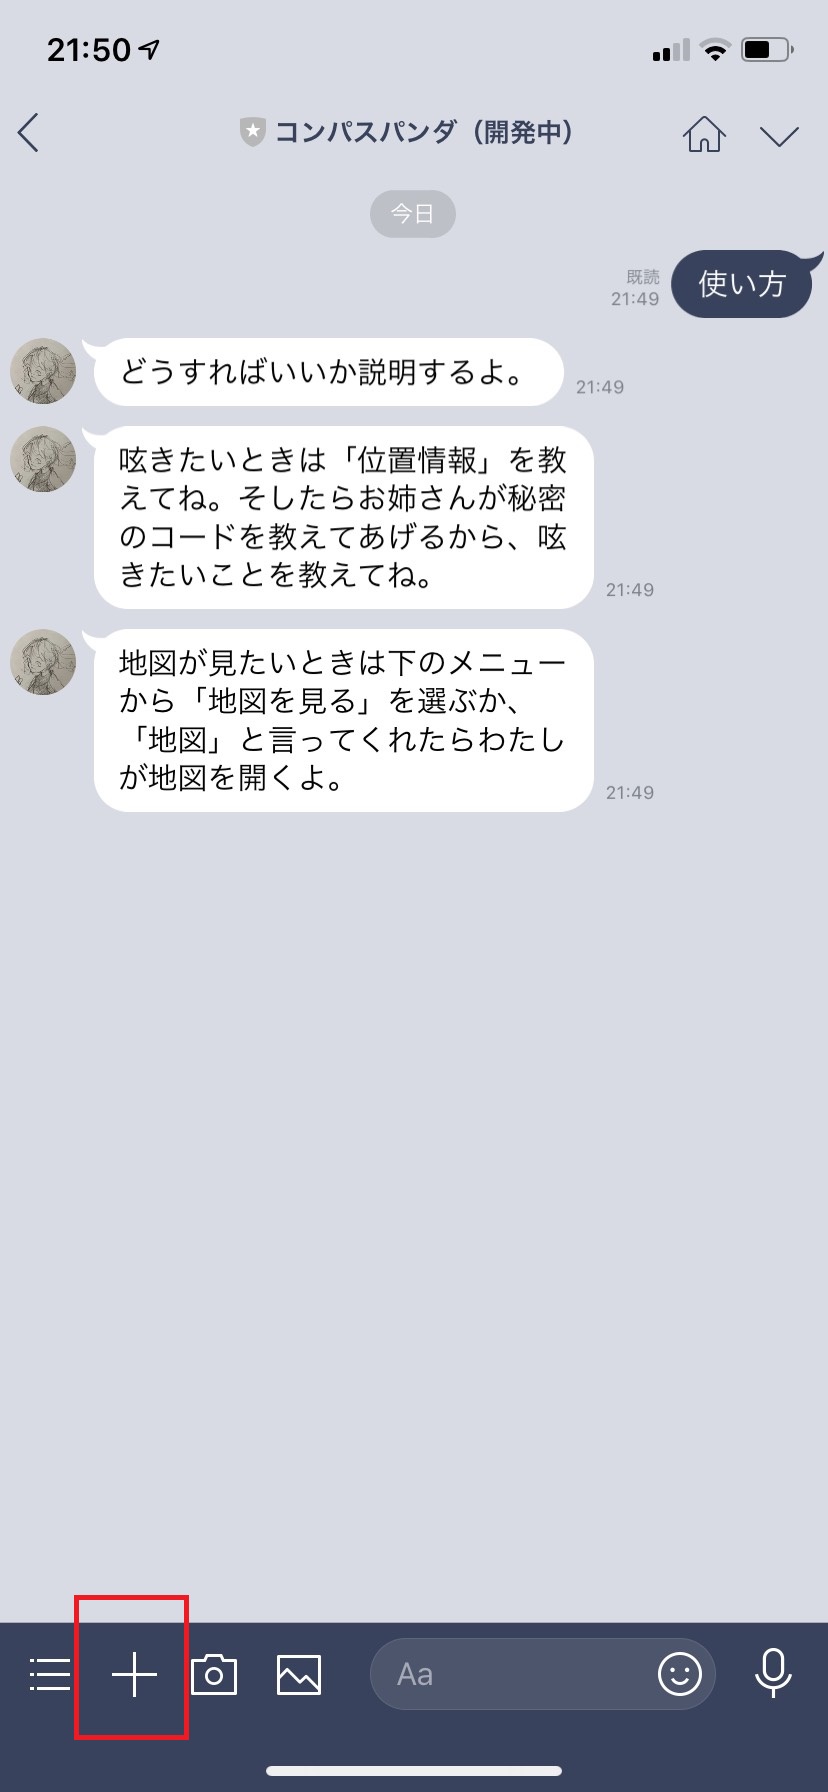 21:50
コンパスパンダ（開発中）
今日
使い方
既読
21:49
どうすればいいか説明するよ。
21:49
呟きたいときは「位置情報」を教
えてね。そしたらお姉さんが秘密
のコードを教えてあげるから、呟
きたいことを教えてね。
21:49
地図が見たいときは下のメニュー
から「地図を見る」を選ぶか、
「地図」と言ってくれたらわたし
が地図を開くよ。
21:49
Aa